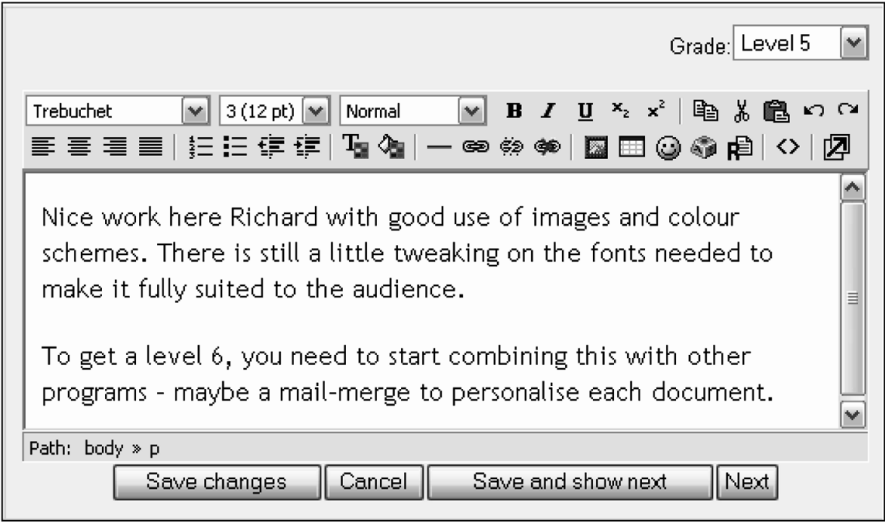 Grade: Level 5
Trebuchet 3 (12 pt) Normal B I U x₂ x²
Nice work here Richard with good use of images and colour
schemes. There is still a little tweaking on the fonts needed to
make it fully suited to the audience.
To get a level 6, you need to start combining this with other
programs - maybe a mail-merge to personalise each document.
Path: body » p
Save changes Cancel Save and show next Next